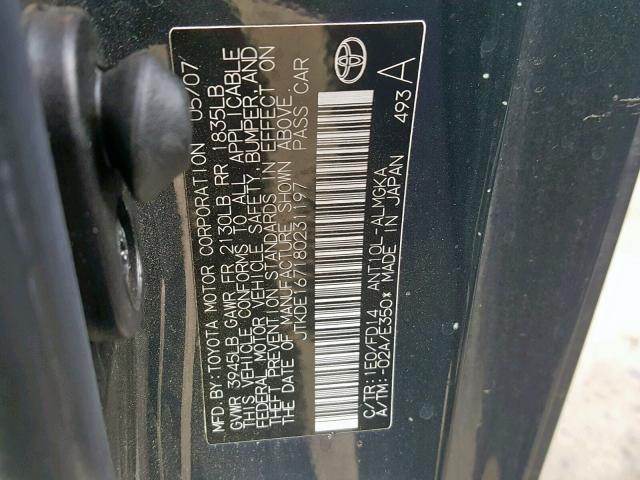 MFD.BY:TOYOTA MOTOR CORPORATION 05/07
GVWR 3945LB GAWR FR 2130LB RR 1835LB
THIS VEHICLE CONFORMS TO ALL APPLICABLE
FEDERAL MOTOR VEHICLE SAFETY, BUMPER, AND
THEFT PREVENTION STANDARDS IN EFFECT ON
THE DATE OF MANUFACTURE SHOWN ABOVE.
JTKDE167180231197 PASS CAR
C/TR:1E0/FD14 ANT10L-ALMGKA
A/TM:-02A/E350x MADE IN JAPAN
493 A